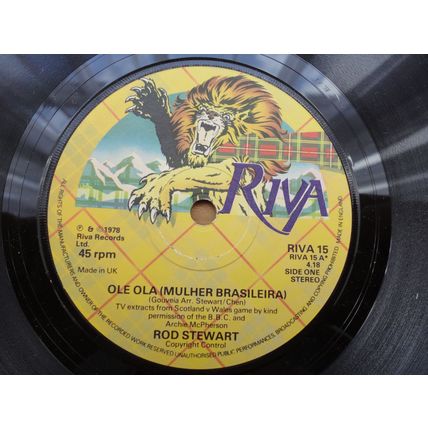 RIVA
℗ & © 1978
Riva Records
Ltd.
45 rpm
Made in UK
RIVA 15
RIVA 15 A*
4.18
SIDE ONE
STEREO
OLE OLA (MULHER BRASILEIRA)
(Gouveia Arr. Stewart/Chen)
TV extracts from Scotland v Wales game by kind
permission of the B.B.C. and
Archie McPherson
ROD STEWART
Copyright Control
ALL RIGHTS OF THE MANUFACTURER AND OF THE OWNER OF THE RECORDED WORK RESERVED UNAUTHORISED PUBLIC PERFORMANCE, BROADCASTING AND COPYING PROHIBITED. MADE IN ENGLAND